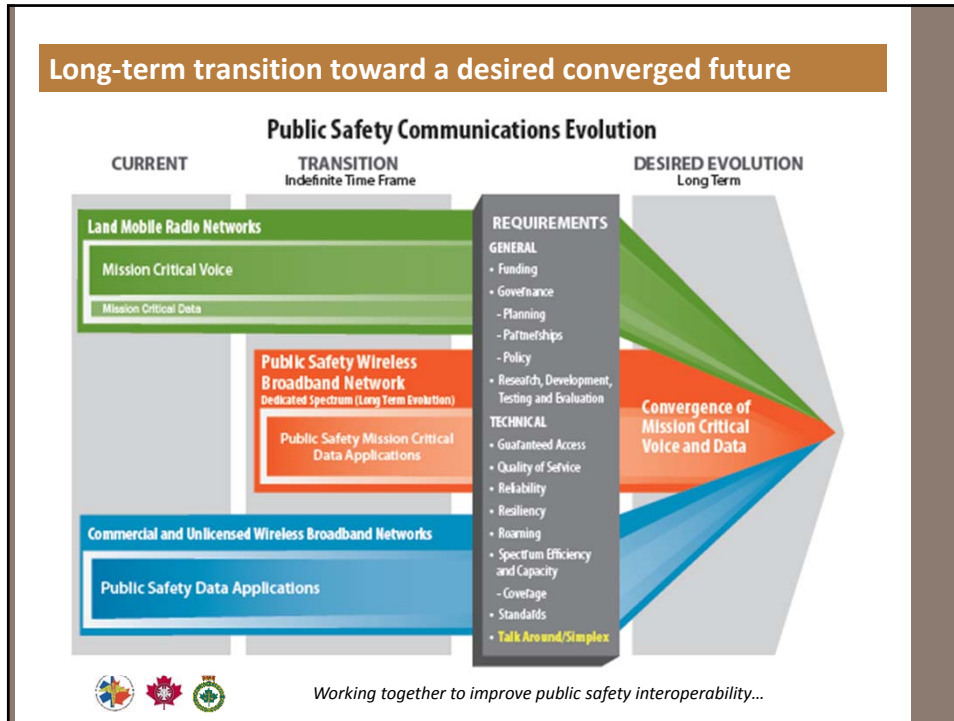 Long-term transition toward a desired converged future
Public Safety Communications Evolution
CURRENT
TRANSITION
Indefinite Time Frame
DESIRED EVOLUTION
Long Term
Land Mobile Radio Networks
Mission Critical Voice
Mission Critical Data
Public Safety Wireless
Broadband Network
Dedicated Spectrum (Long Term Evolution)
Public Safety Mission Critical
Data Applications
Commercial and Unlicensed Wireless Broadband Networks
Public Safety Data Applications
REQUIREMENTS
GENERAL
• Funding
• Governance
- Planning
- Partnerships
- Policy
• Research, Development,
Testing and Evaluation
TECHNICAL
• Guaranteed Access
• Quality of Service
• Reliability
• Resiliency
• Roaming
• Spectrum Efficiency
and Capacity
- Coverage
• Standards
• Talk Around/Simplex
Convergence of
Mission Critical
Voice and Data
Working together to improve public safety interoperability…